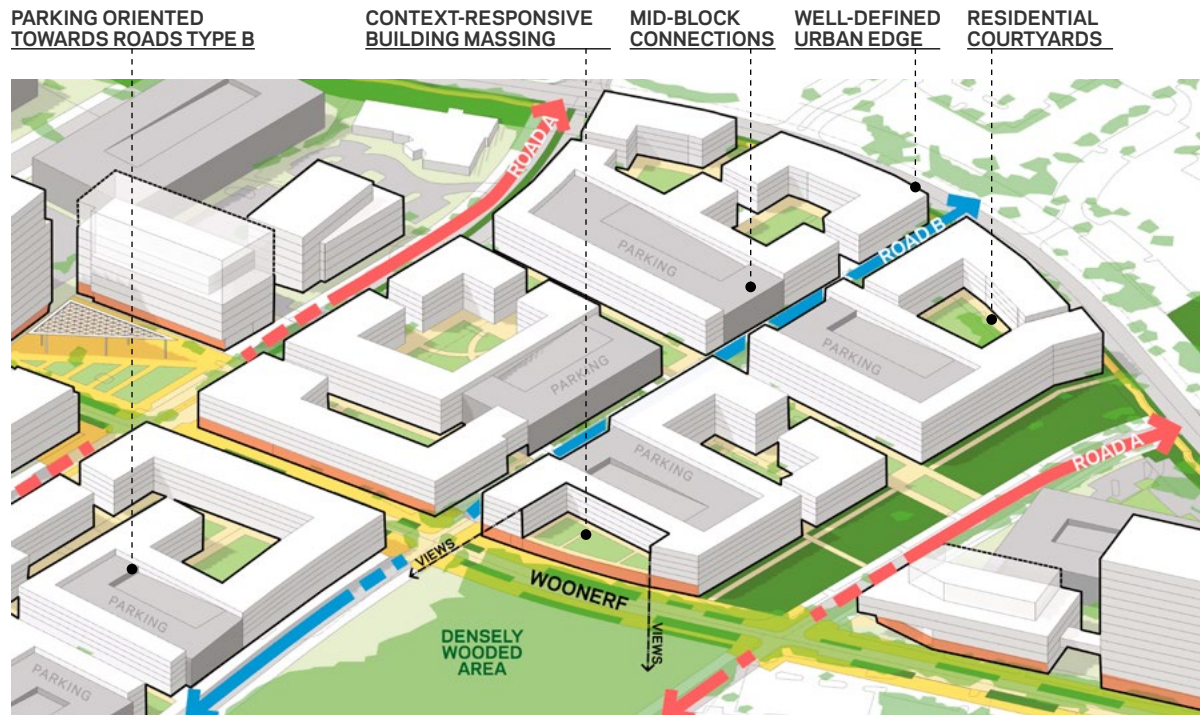 PARKING ORIENTED
TOWARDS ROADS TYPE B
CONTEXT-RESPONSIVE
BUILDING MASSING
MID-BLOCK
CONNECTIONS
WELL-DEFINED
URBAN EDGE
RESIDENTIAL
COURTYARDS
ROAD A
ROAD B
PARKING
PARKING
PARKING
PARKING
ROAD A
VIEWS
WOONERF
VIEWS
PARKING
DENSELY
WOODED
AREA
PARKING